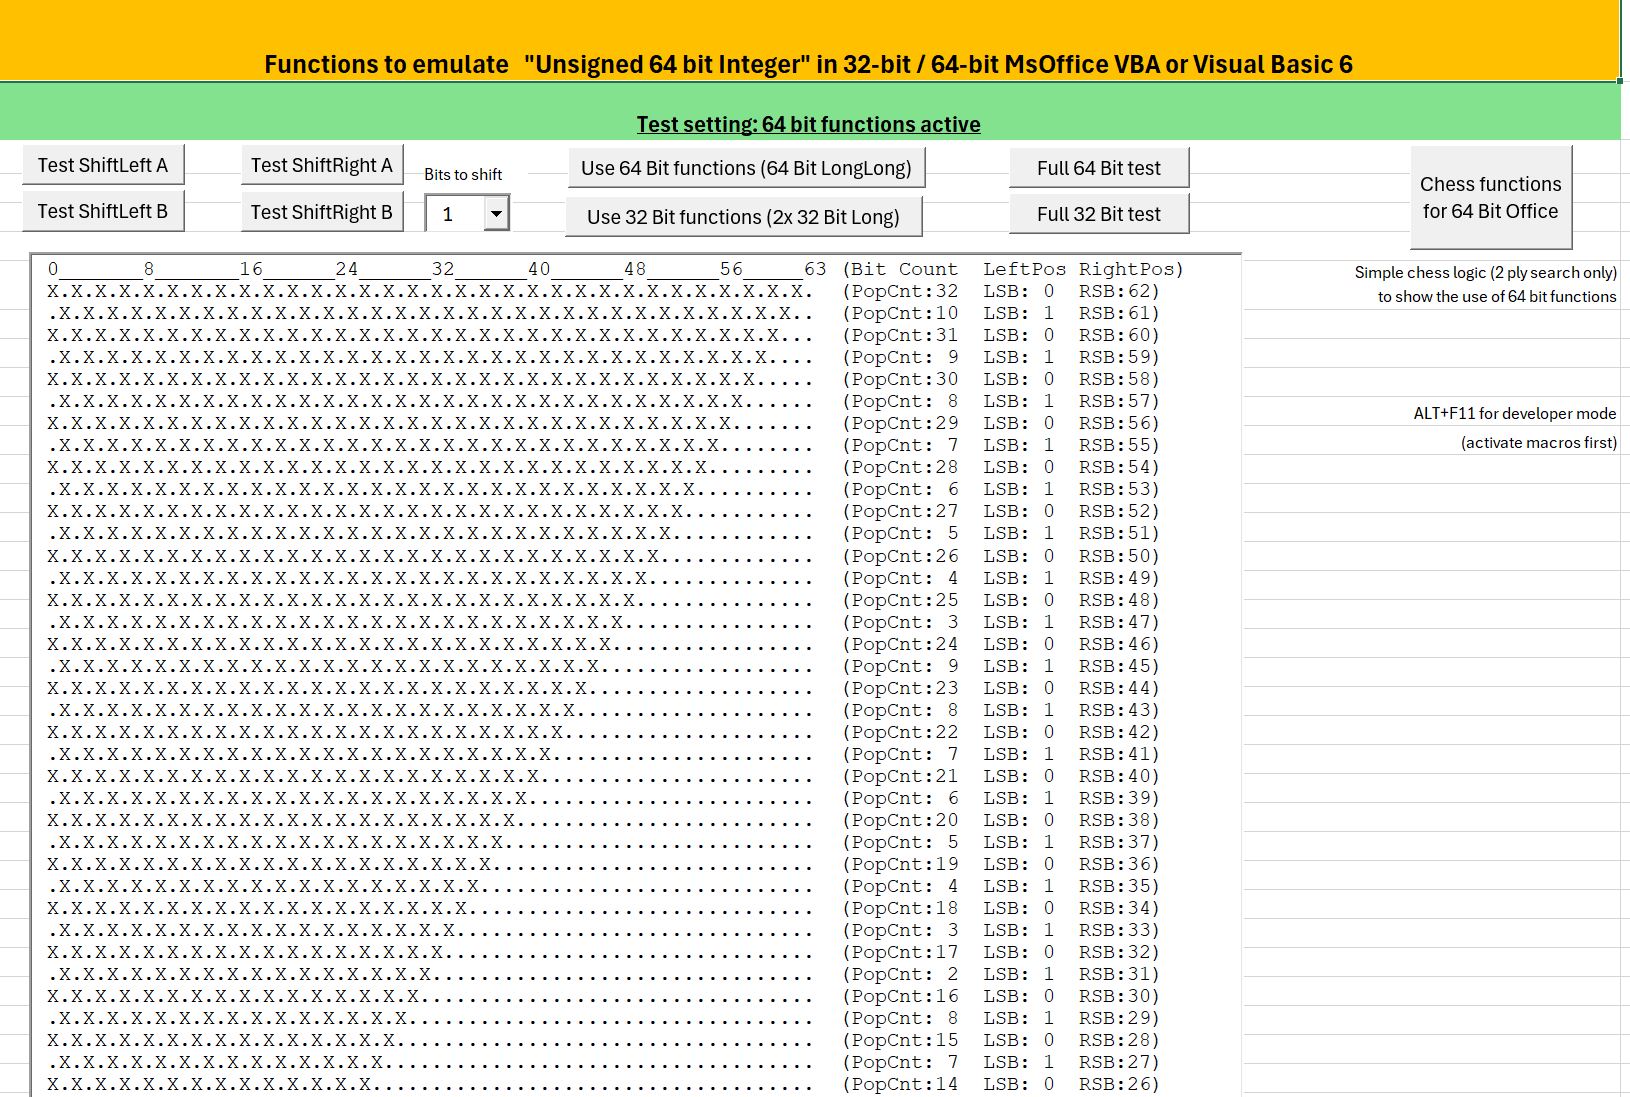 Functions to emulate "Unsigned 64 bit Integer" in 32-bit / 64-bit MsOffice VBA or Visual Basic 6
Test setting: 64 bit functions active
Test ShiftLeft A
Test ShiftRight A
Bits to shift
Use 64 Bit functions (64 Bit LongLong)
Full 64 Bit test
Chess functions
for 64 Bit Office
Test ShiftLeft B
Test ShiftRight B
1
Use 32 Bit functions (2x 32 Bit Long)
Full 32 Bit test
0_______8_______16______24______32______40______48______56_____63 (Bit Count LeftPos RightPos)
X.X.X.X.X.X.X.X.X.X.X.X.X.X.X.X.X.X.X.X.X.X.X.X.X.X.X.X.X.X.X.X. (PopCnt:32 LSB: 0 RSB:62)
.X.X.X.X.X.X.X.X.X.X.X.X.X.X.X.X.X.X.X.X.X.X.X.X.X.X.X.X.X.X.X.. (PopCnt:10 LSB: 1 RSB:61)
X.X.X.X.X.X.X.X.X.X.X.X.X.X.X.X.X.X.X.X.X.X.X.X.X.X.X.X.X.X.X... (PopCnt:31 LSB: 0 RSB:60)
.X.X.X.X.X.X.X.X.X.X.X.X.X.X.X.X.X.X.X.X.X.X.X.X.X.X.X.X.X.X.... (PopCnt: 9 LSB: 1 RSB:59)
X.X.X.X.X.X.X.X.X.X.X.X.X.X.X.X.X.X.X.X.X.X.X.X.X.X.X.X.X.X..... (PopCnt:30 LSB: 0 RSB:58)
.X.X.X.X.X.X.X.X.X.X.X.X.X.X.X.X.X.X.X.X.X.X.X.X.X.X.X.X.X...... (PopCnt: 8 LSB: 1 RSB:57)
X.X.X.X.X.X.X.X.X.X.X.X.X.X.X.X.X.X.X.X.X.X.X.X.X.X.X.X.X....... (PopCnt:29 LSB: 0 RSB:56)
.X.X.X.X.X.X.X.X.X.X.X.X.X.X.X.X.X.X.X.X.X.X.X.X.X.X.X.X........ (PopCnt: 7 LSB: 1 RSB:55)
X.X.X.X.X.X.X.X.X.X.X.X.X.X.X.X.X.X.X.X.X.X.X.X.X.X.X.X......... (PopCnt:28 LSB: 0 RSB:54)
.X.X.X.X.X.X.X.X.X.X.X.X.X.X.X.X.X.X.X.X.X.X.X.X.X.X.X.......... (PopCnt: 6 LSB: 1 RSB:53)
X.X.X.X.X.X.X.X.X.X.X.X.X.X.X.X.X.X.X.X.X.X.X.X.X.X.X........... (PopCnt:27 LSB: 0 RSB:52)
.X.X.X.X.X.X.X.X.X.X.X.X.X.X.X.X.X.X.X.X.X.X.X.X.X.X............ (PopCnt: 5 LSB: 1 RSB:51)
X.X.X.X.X.X.X.X.X.X.X.X.X.X.X.X.X.X.X.X.X.X.X.X.X.X............. (PopCnt:26 LSB: 0 RSB:50)
.X.X.X.X.X.X.X.X.X.X.X.X.X.X.X.X.X.X.X.X.X.X.X.X.X.............. (PopCnt: 4 LSB: 1 RSB:49)
X.X.X.X.X.X.X.X.X.X.X.X.X.X.X.X.X.X.X.X.X.X.X.X.X............... (PopCnt:25 LSB: 0 RSB:48)
.X.X.X.X.X.X.X.X.X.X.X.X.X.X.X.X.X.X.X.X.X.X.X.X................ (PopCnt: 3 LSB: 1 RSB:47)
X.X.X.X.X.X.X.X.X.X.X.X.X.X.X.X.X.X.X.X.X.X.X.X................. (PopCnt:24 LSB: 0 RSB:46)
.X.X.X.X.X.X.X.X.X.X.X.X.X.X.X.X.X.X.X.X.X.X.X.................. (PopCnt: 9 LSB: 1 RSB:45)
X.X.X.X.X.X.X.X.X.X.X.X.X.X.X.X.X.X.X.X.X.X.X................... (PopCnt:23 LSB: 0 RSB:44)
.X.X.X.X.X.X.X.X.X.X.X.X.X.X.X.X.X.X.X.X.X.X.................... (PopCnt: 8 LSB: 1 RSB:43)
X.X.X.X.X.X.X.X.X.X.X.X.X.X.X.X.X.X.X.X.X.X..................... (PopCnt:22 LSB: 0 RSB:42)
.X.X.X.X.X.X.X.X.X.X.X.X.X.X.X.X.X.X.X.X.X...................... (PopCnt: 7 LSB: 1 RSB:41)
X.X.X.X.X.X.X.X.X.X.X.X.X.X.X.X.X.X.X.X.X....................... (PopCnt:21 LSB: 0 RSB:40)
.X.X.X.X.X.X.X.X.X.X.X.X.X.X.X.X.X.X.X.X........................ (PopCnt: 6 LSB: 1 RSB:39)
X.X.X.X.X.X.X.X.X.X.X.X.X.X.X.X.X.X.X.X......................... (PopCnt:20 LSB: 0 RSB:38)
.X.X.X.X.X.X.X.X.X.X.X.X.X.X.X.X.X.X.X.......................... (PopCnt: 5 LSB: 1 RSB:37)
X.X.X.X.X.X.X.X.X.X.X.X.X.X.X.X.X.X.X........................... (PopCnt:19 LSB: 0 RSB:36)
.X.X.X.X.X.X.X.X.X.X.X.X.X.X.X.X.X.X............................ (PopCnt: 4 LSB: 1 RSB:35)
X.X.X.X.X.X.X.X.X.X.X.X.X.X.X.X.X.X............................. (PopCnt:18 LSB: 0 RSB:34)
.X.X.X.X.X.X.X.X.X.X.X.X.X.X.X.X.X.............................. (PopCnt: 3 LSB: 1 RSB:33)
X.X.X.X.X.X.X.X.X.X.X.X.X.X.X.X.X............................... (PopCnt:17 LSB: 0 RSB:32)
.X.X.X.X.X.X.X.X.X.X.X.X.X.X.X.X................................ (PopCnt: 2 LSB: 1 RSB:31)
X.X.X.X.X.X.X.X.X.X.X.X.X.X.X.X................................. (PopCnt:16 LSB: 0 RSB:30)
.X.X.X.X.X.X.X.X.X.X.X.X.X.X.X.................................. (PopCnt: 8 LSB: 1 RSB:29)
X.X.X.X.X.X.X.X.X.X.X.X.X.X.X................................... (PopCnt:15 LSB: 0 RSB:28)
.X.X.X.X.X.X.X.X.X.X.X.X.X.X.................................... (PopCnt: 7 LSB: 1 RSB:27)
X.X.X.X.X.X.X.X.X.X.X.X.X.X..................................... (PopCnt:14 LSB: 0 RSB:26)
Simple chess logic (2 ply search only)
to show the use of 64 bit functions
ALT+F11 for developer mode
(activate macros first)